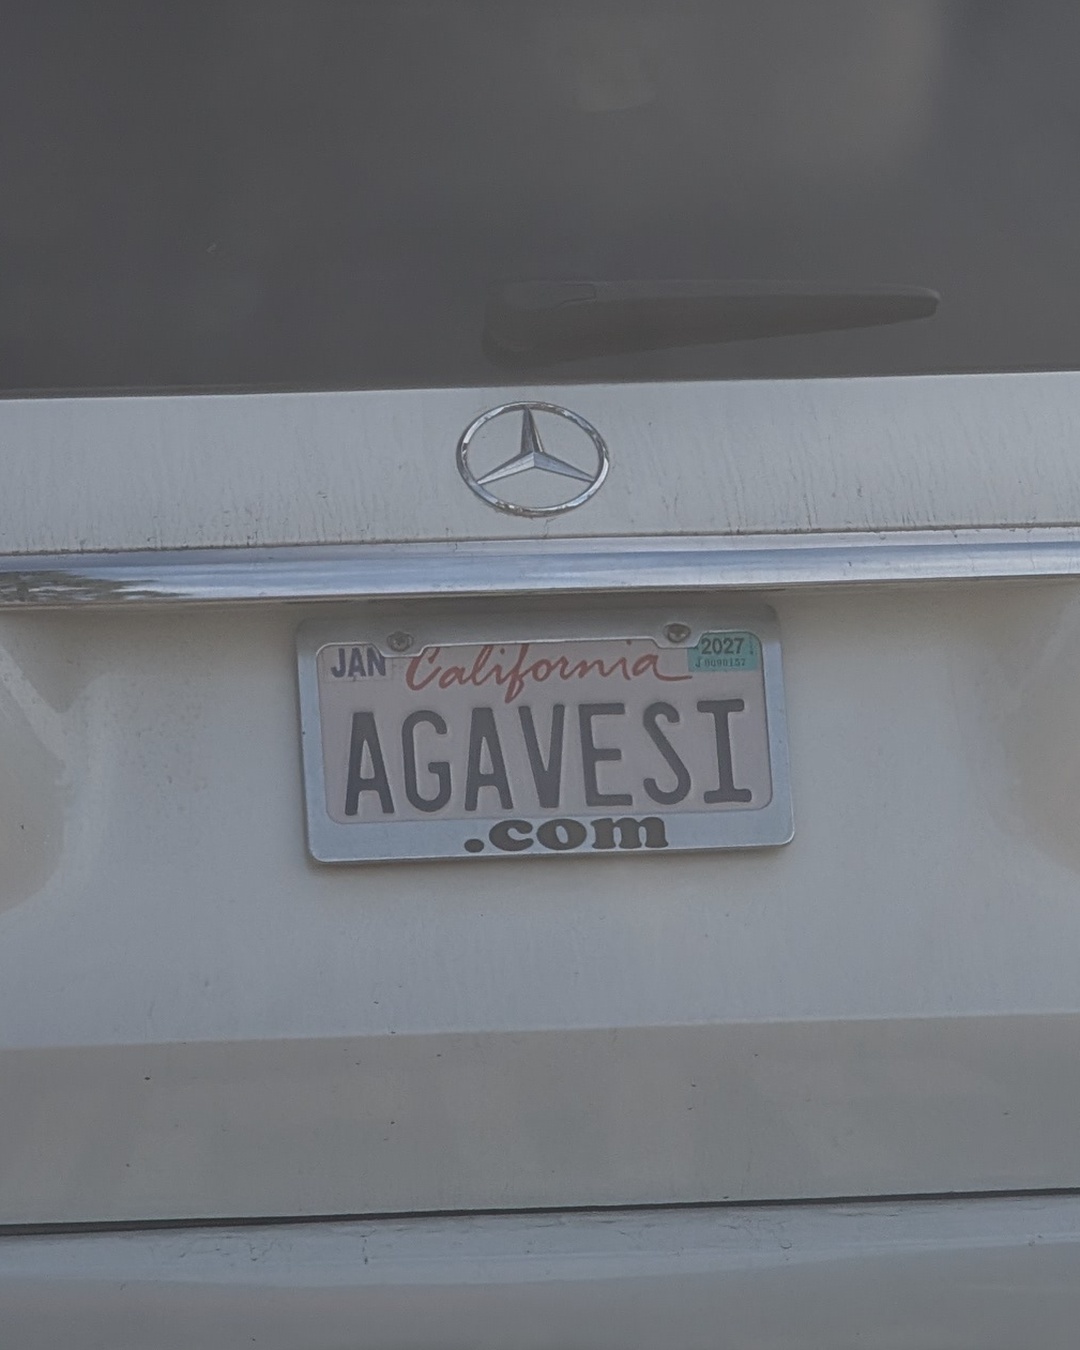 JAN California 2027
AGAVESI
.com